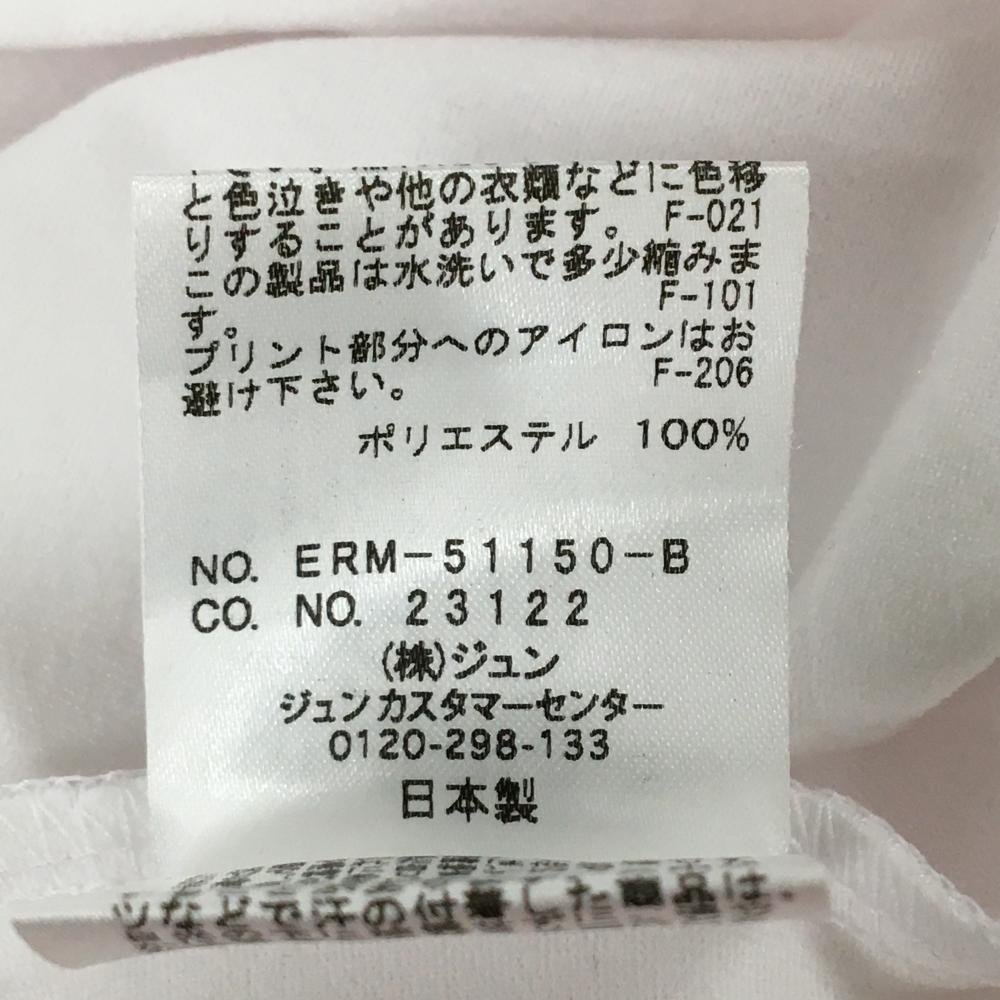 と色泣きや他の衣類などに色移
りすることがあります。 F-021
この製品は水洗いで多少縮みま
す。 F-101
プリント部分へのアイロンはお
避け下さい。 F-206
ポリエステル 100%
NO. ERM-51150-B
CO. NO. 23122
(株)ジュン
ジュンカスタマーセンター
0120-298-133
日本製
の付着した